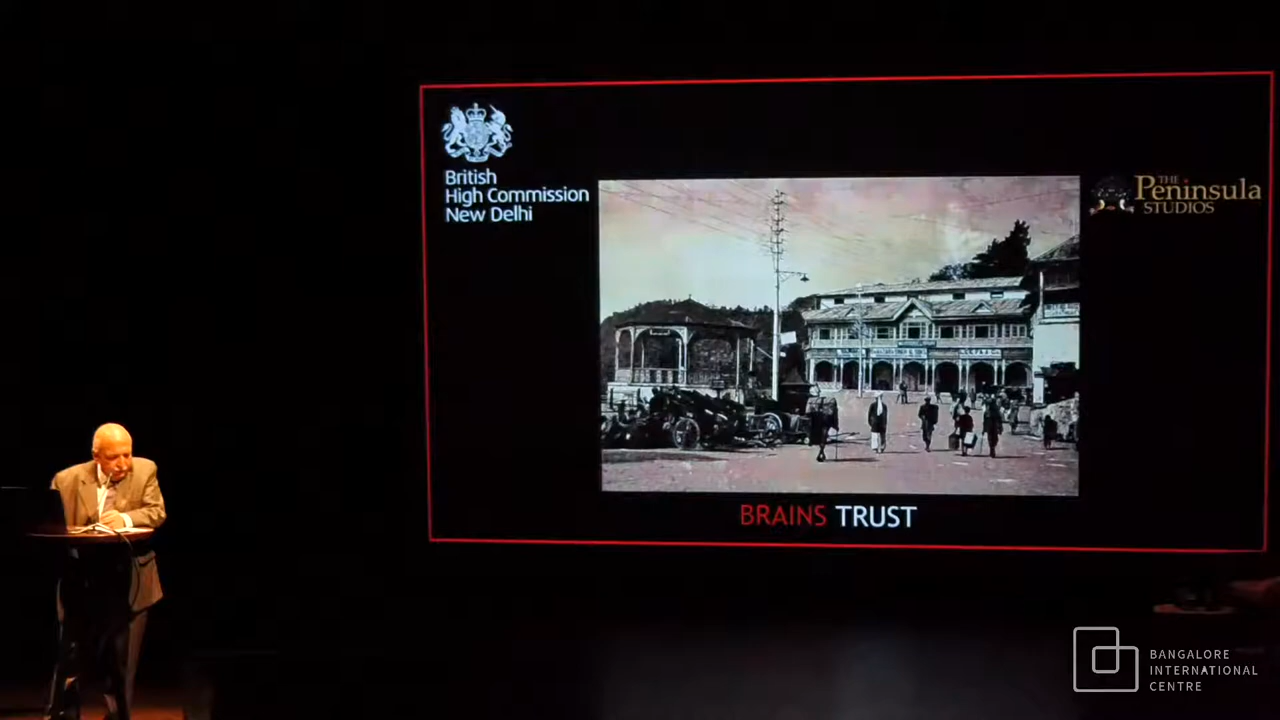 British
High Commission
New Delhi
THE
Peninsula
STUDIOS
BRAINS TRUST
BANGALORE
INTERNATIONAL
CENTRE